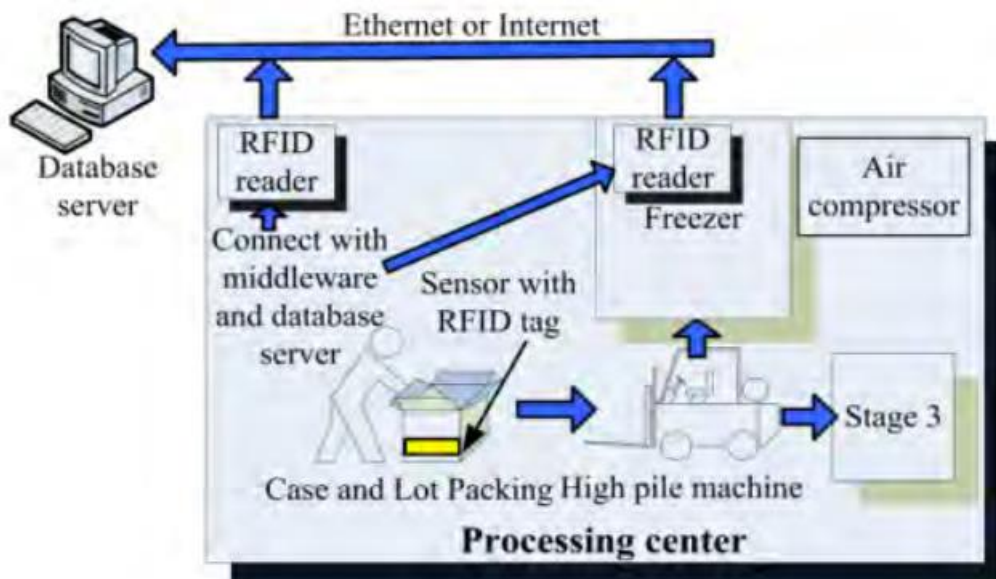 Ethernet or Internet
Database
server
RFID
reader
RFID
reader
Freezer
Air
compressor
Connect with
middleware
and database
server
Sensor with
RFID tag
Stage 3
Case and Lot Packing
High pile machine
Processing center